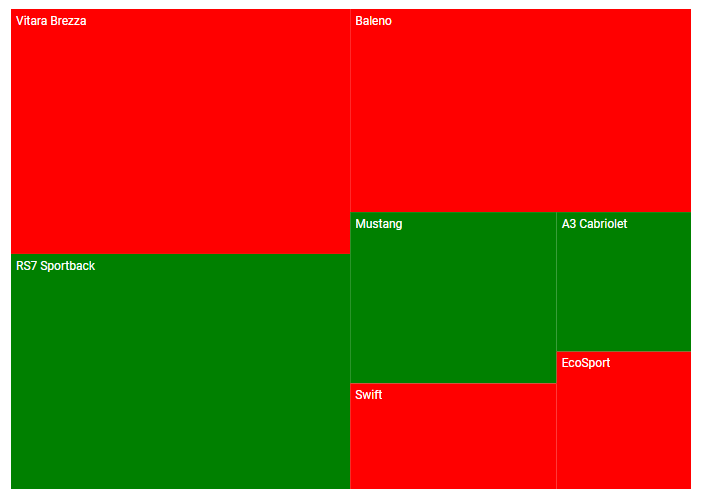 Vitara Brezza
Baleno
RS7 Sportback
Mustang
A3 Cabriolet
Swift
EcoSport